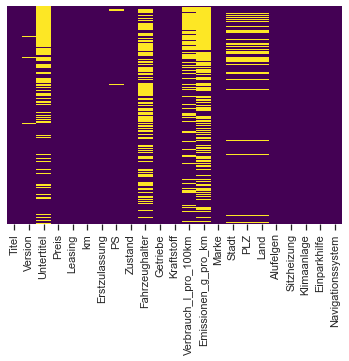 Titel
Version
Untertitel
Preis
Leasing
km
Erstzulassung
PS
Zustand
Fahrzeughalter
Getriebe
Kraftstoff
Verbrauch_l_pro_100km
Emissionen_g_pro_km
Marke
Stadt
PLZ
Land
Alufelgen
Sitzheizung
Klimaanlage
Einparkhilfe
Navigationssystem